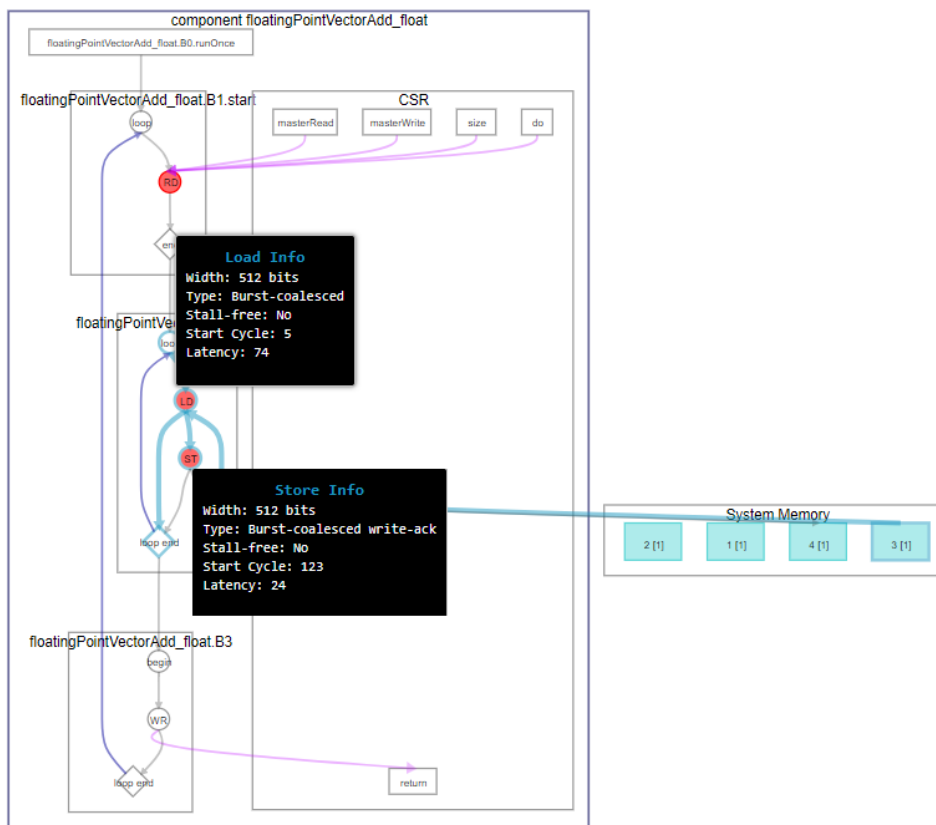 component floatingPointVectorAdd_float
floatingPointVectorAdd_float.B0.runOnce
floatingPointVectorAdd_float.B1.start
CSR
loop
masterRead
masterWrite
size
do
RD
Load Info
Width: 512 bits
Type: Burst-coalesced
Stall-free: No
Start Cycle: 5
Latency: 74
LD
ST
Store Info
Width: 512 bits
Type: Burst-coalesced write-ack
Stall-free: No
Start Cycle: 123
Latency: 24
loop end
System Memory
2 [1]
1 [1]
4 [1]
3 [1]
floatingPointVectorAdd_float.B3
begin
WR
loop end
return